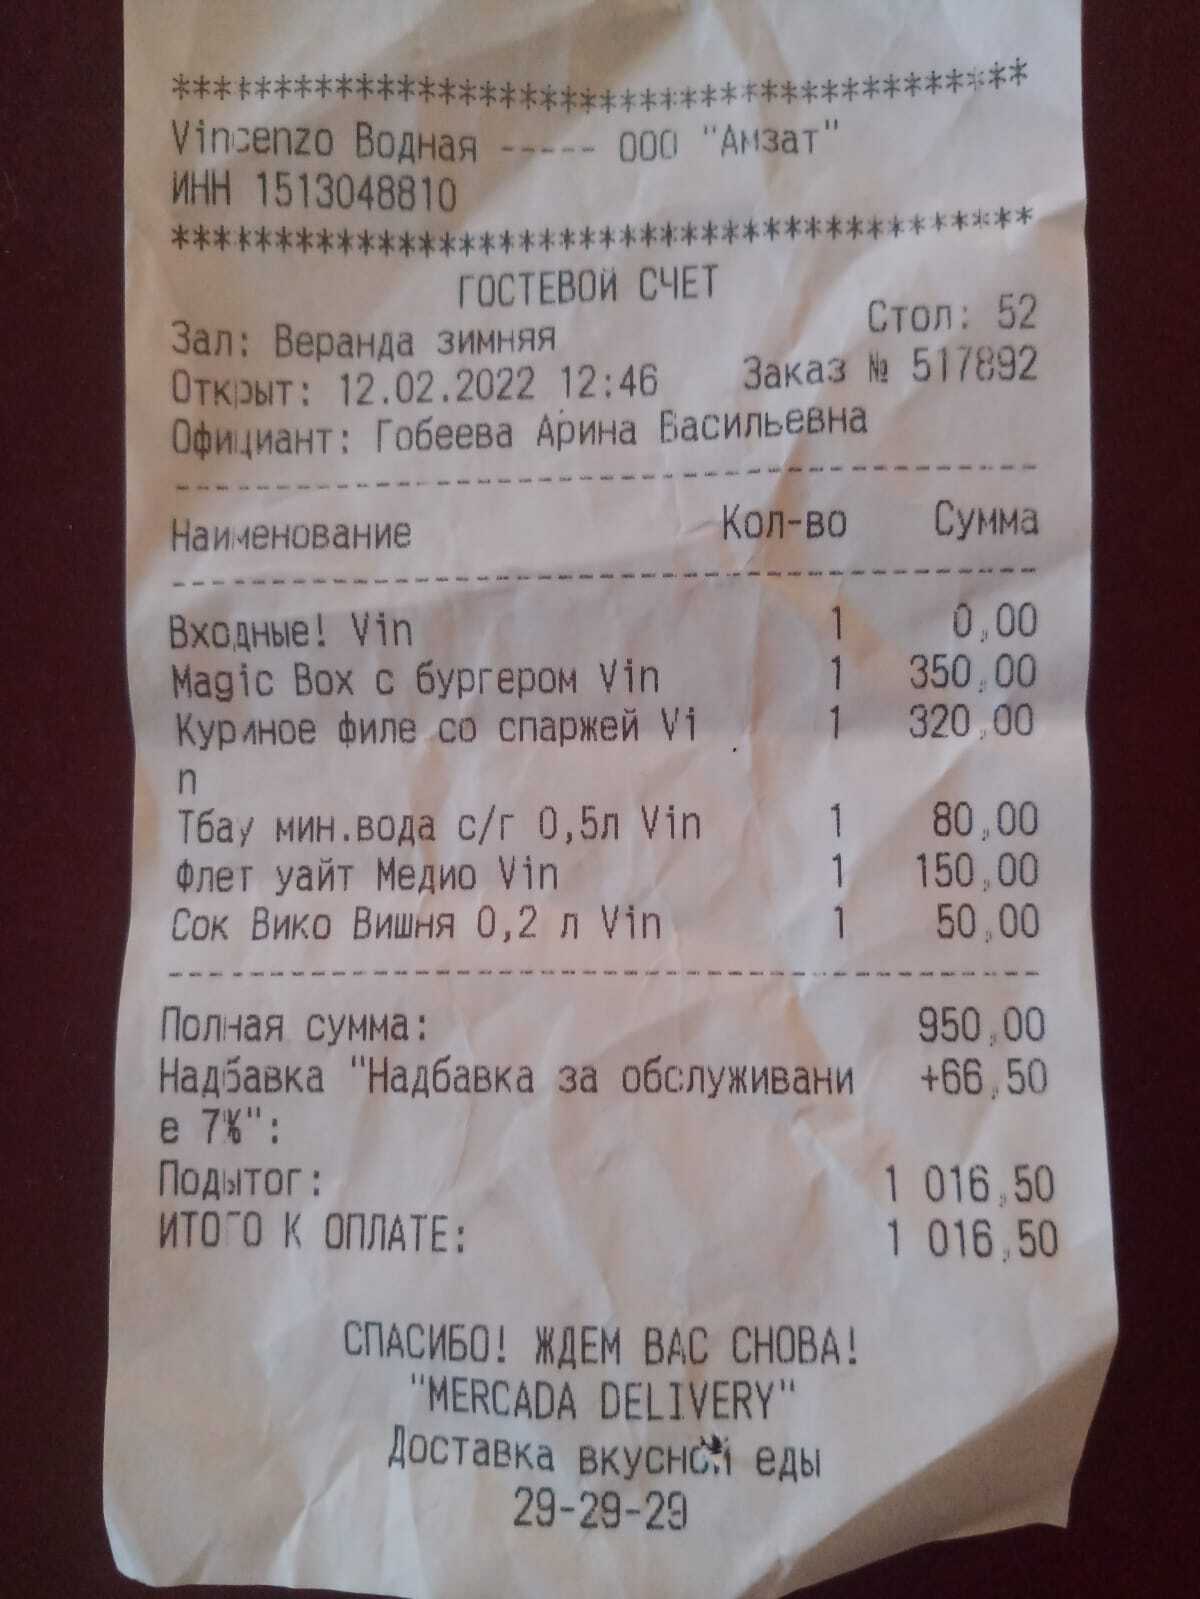 ******************************************
Vincenzo Водная ----- ООО "Амзат"
ИНН 1513048810
******************************************
ГОСТЕВОЙ СЧЕТ
Зал: Веранда зимняя Стол: 52
Открыт: 12.02.2022 12:46 Заказ № 517892
Официант: Гобеева Арина Васильевна
------------------------------------------
Наименование Кол-во Сумма
------------------------------------------
Входные! Vin 1 0,00
Magic Box с бургером Vin 1 350,00
Куриное филе со спаржей Vi 1 320,00
n
Тбау мин.вода с/г 0,5л Vin 1 80,00
Флет уайт Медио Vin 1 150,00
Сок Вико Вишня 0,2 л Vin 1 50,00
------------------------------------------
Полная сумма: 950,00
Надбавка "Надбавка за обслуживани +66,50
е 7%":
Подытог: 1 016,50
ИТОГО К ОПЛАТЕ: 1 016,50
СПАСИБО! ЖДЕМ ВАС СНОВА!
"MERCADA DELIVERY"
Доставка вкусной еды
29-29-29